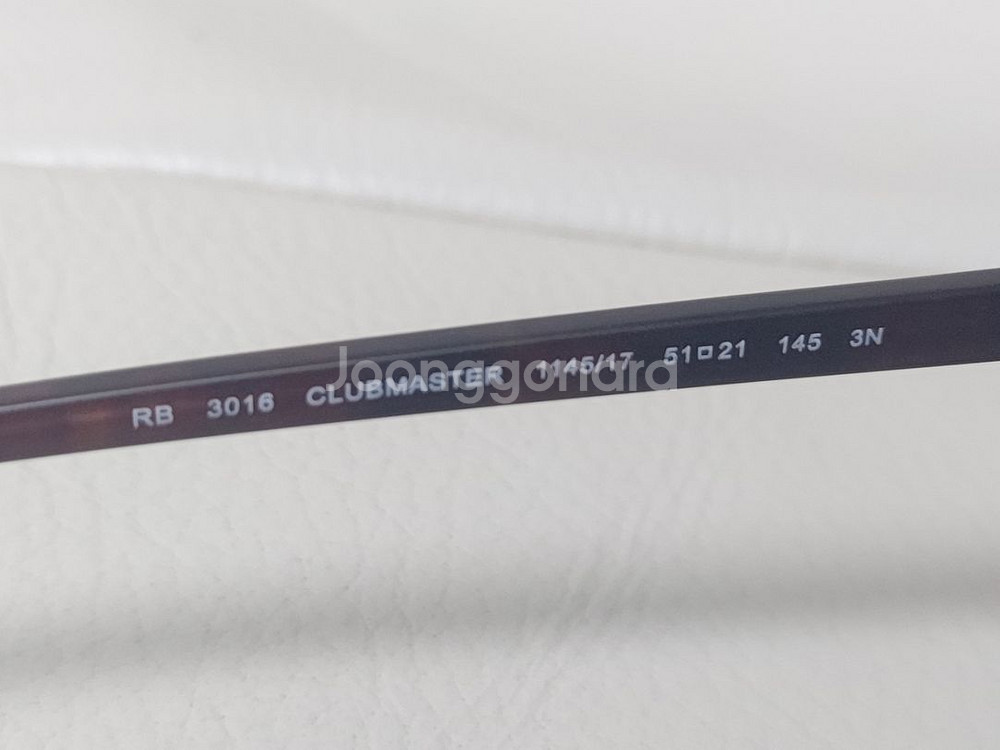 RB 3016 CLUBMASTER 1145/17 51□21 145 3N
Joonggonara